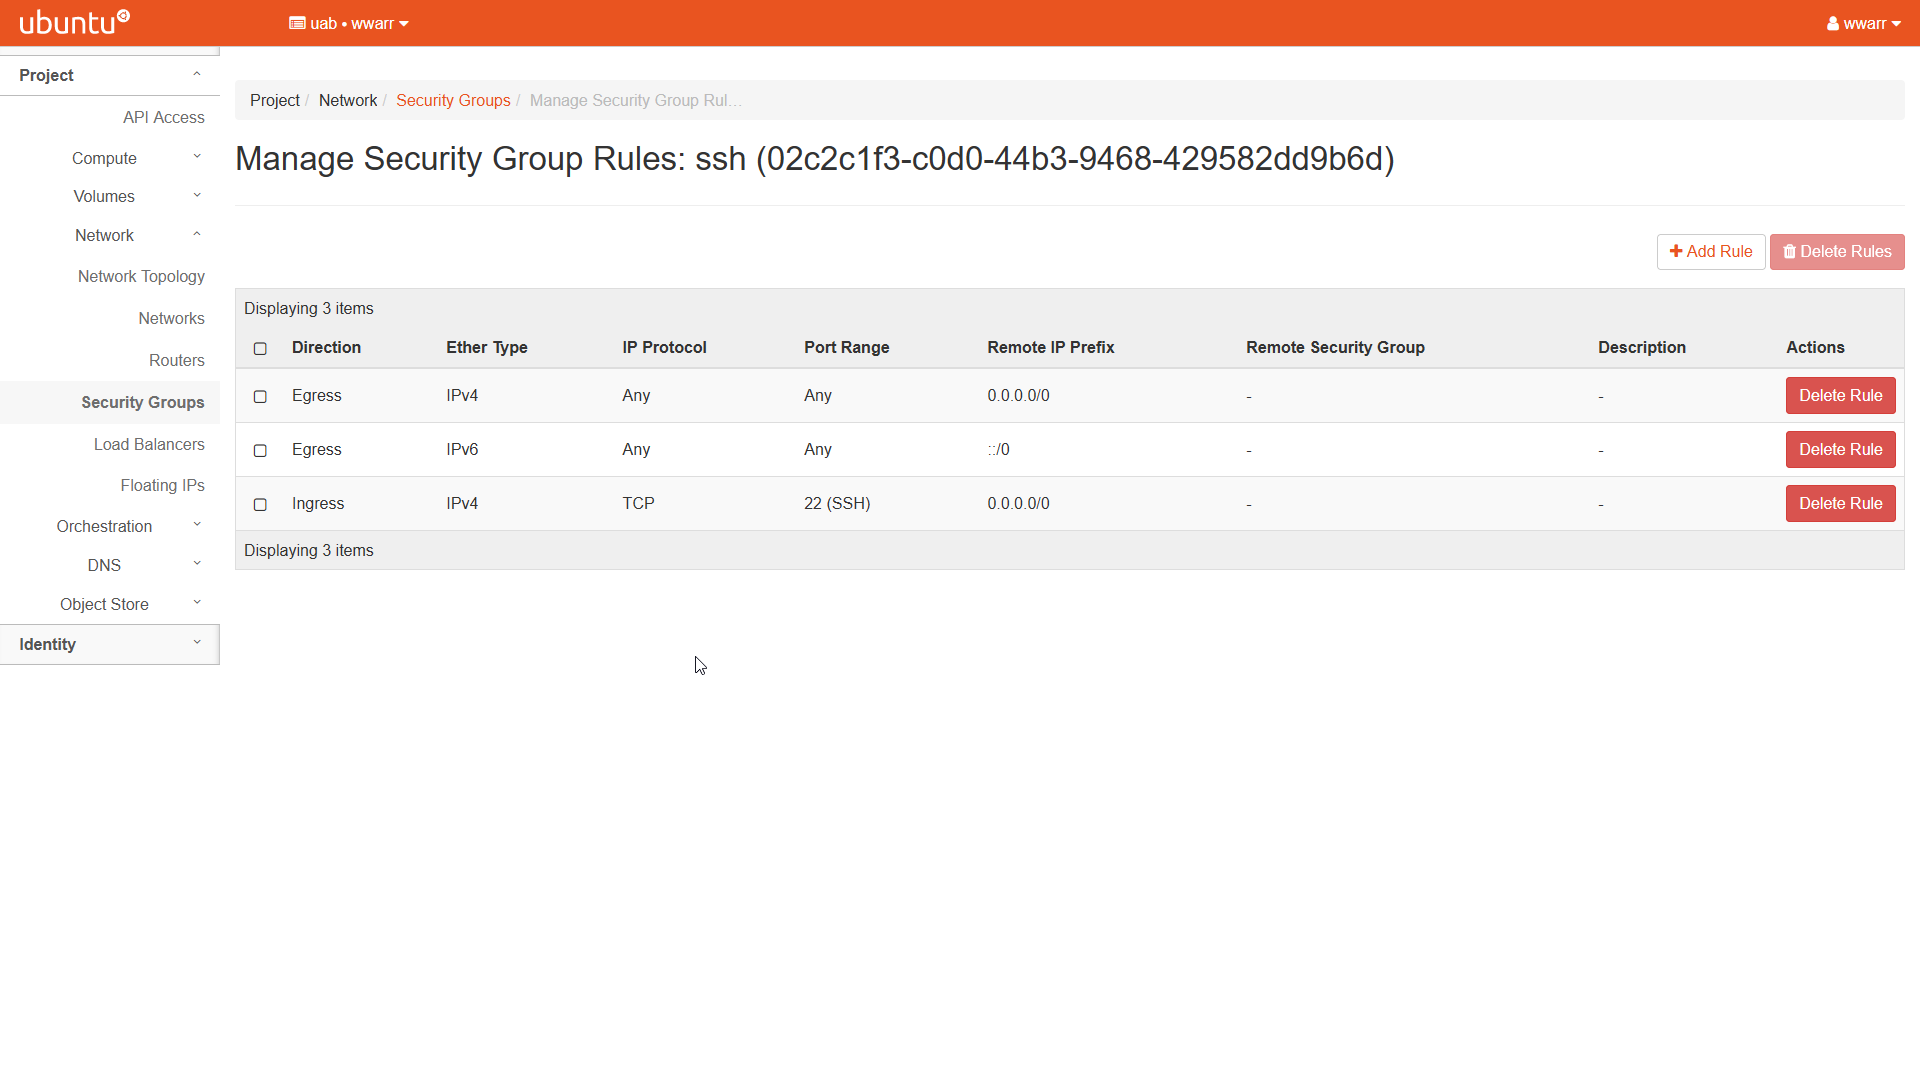 ubuntu
uab • wwarr
wwarr
Project
API Access
Compute
Volumes
Network
Network Topology
Networks
Routers
Security Groups
Load Balancers
Floating IPs
Orchestration
DNS
Object Store
Identity
Project / Network / Security Groups / Manage Security Group Rul...
Manage Security Group Rules: ssh (02c2c1f3-c0d0-44b3-9468-429582dd9b6d)
Add Rule Delete Rules
Displaying 3 items
Direction Ether Type IP Protocol Port Range Remote IP Prefix Remote Security Group Description Actions
Egress IPv4 Any Any 0.0.0.0/0 - - Delete Rule
Egress IPv6 Any Any ::/0 - - Delete Rule
Ingress IPv4 TCP 22 (SSH) 0.0.0.0/0 - - Delete Rule
Displaying 3 items